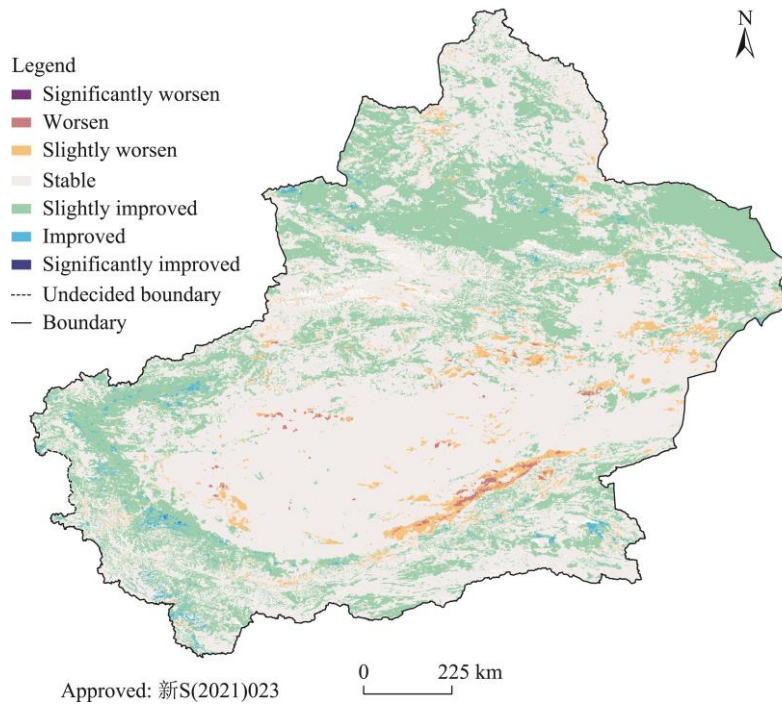 N
Legend
Significantly worsen
Worsen
Slightly worsen
Stable
Slightly improved
Improved
Significantly improved
Undecided boundary
Boundary
0 225 km
Approved: 新S(2021)023